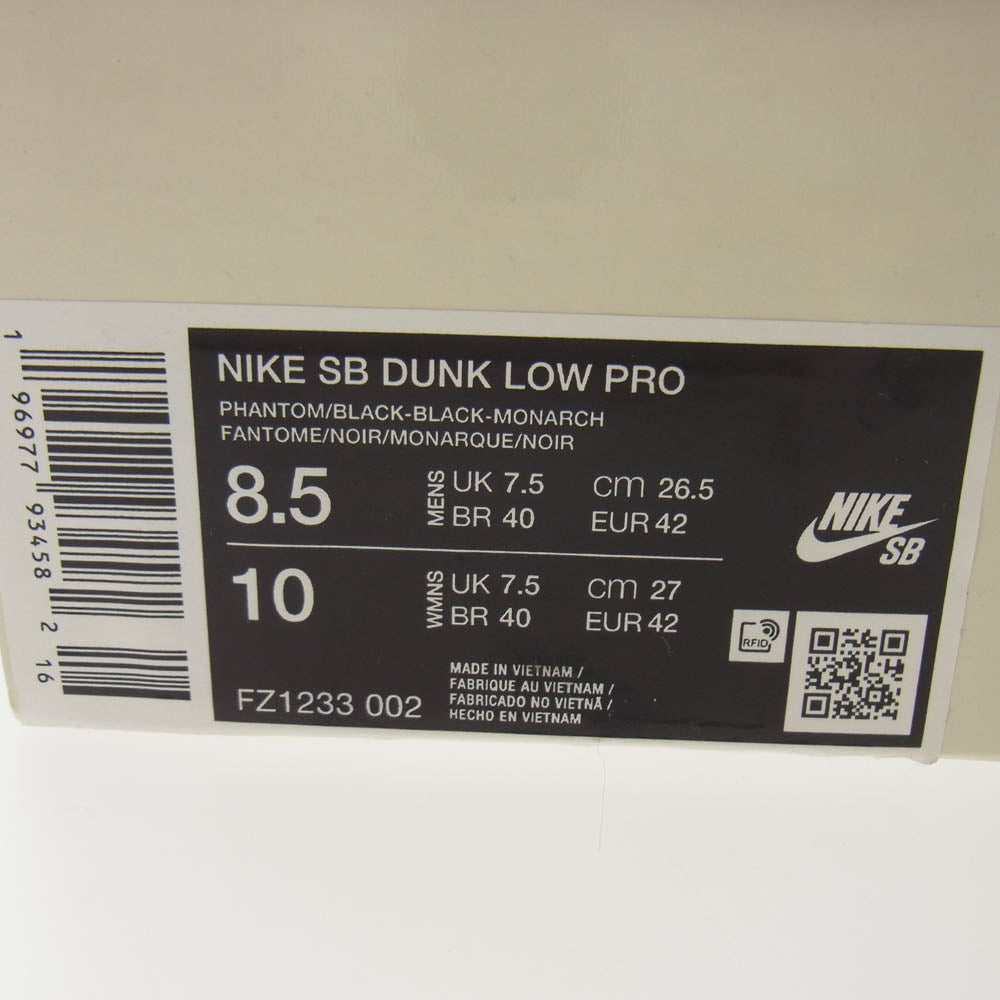 NIKE SB DUNK LOW PRO
PHANTOM/BLACK-BLACK-MONARCH
FANTOME/NOIR/MONARQUE/NOIR
8.5 MENS UK 7.5 cm 26.5
BR 40 EUR 42
10 WMNS UK 7.5 cm 27
BR 40 EUR 42
FZ1233 002
MADE IN VIETNAM /
FABRIQUE AU VIETNAM /
FABRICADO NO VIETNÃ /
HECHO EN VIETNAM
NIKE
SB
RFID
1 96977 93458 2 16